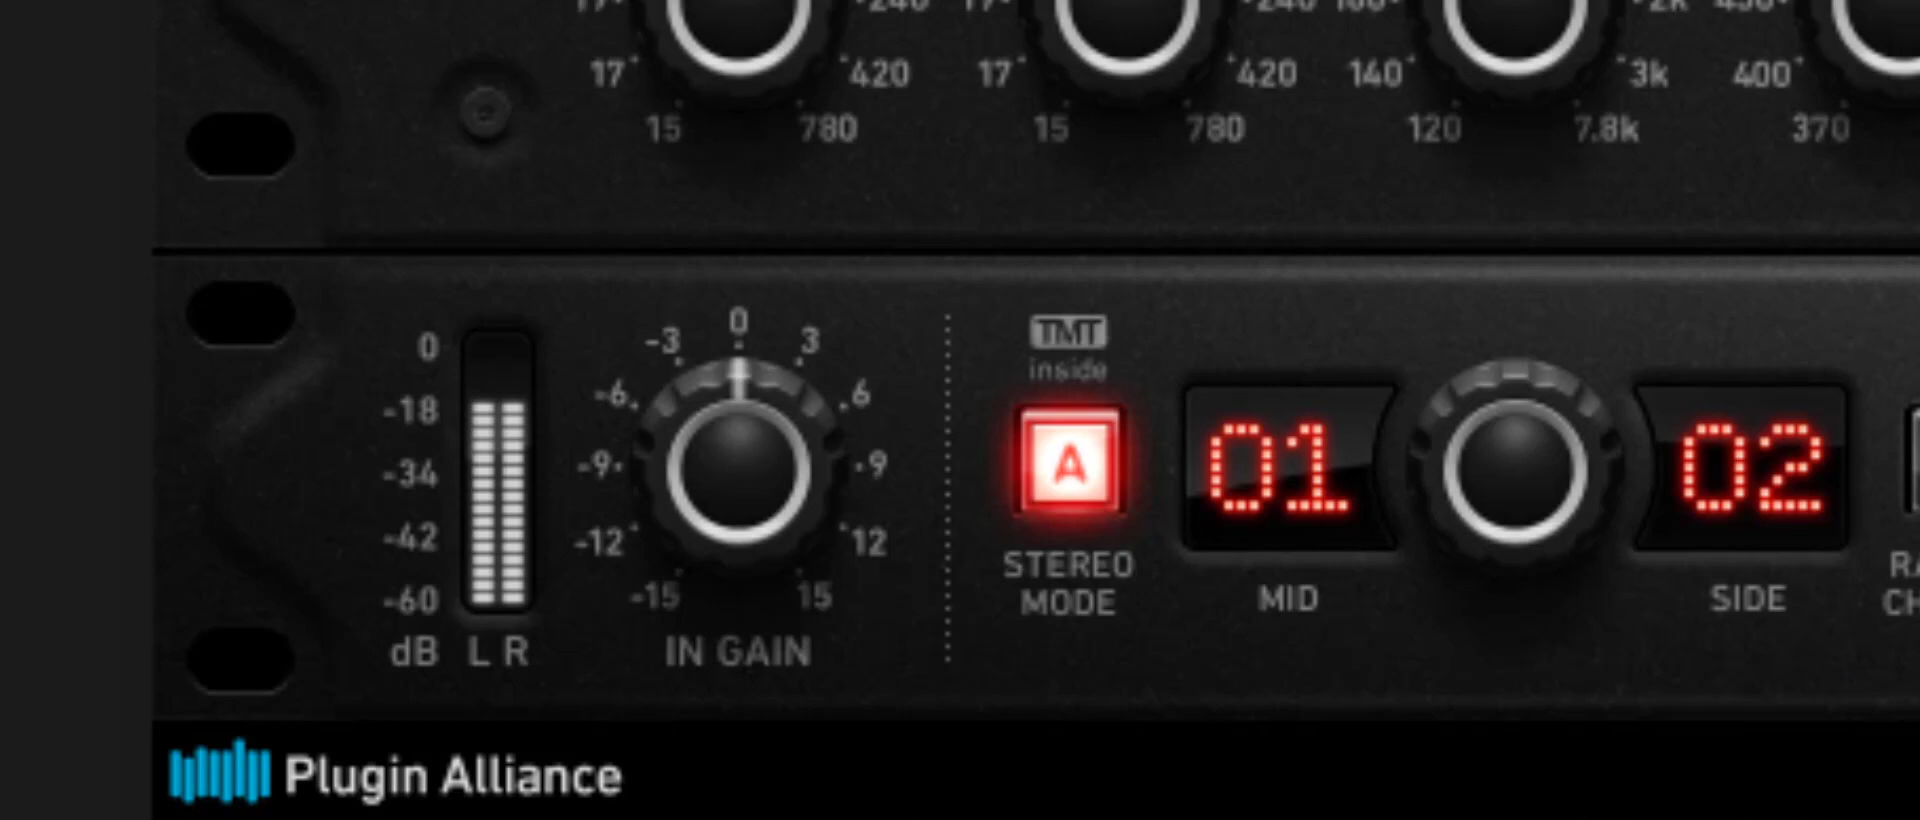 17 420 17 420 140 3k 400
15 780 15 780 120 7.8k 370
0 -3 0 3 TMT
inside
-18 -6 6 A 01 02
-34 -9 9
-42 -12 12 STEREO
MODE MID SIDE
-60 -15 15
dB L R IN GAIN
Plugin Alliance